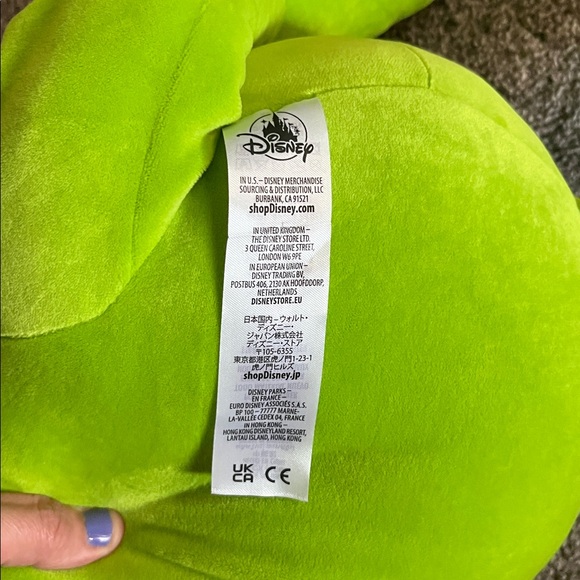 Disney
IN U.S. – DISNEY MERCHANDISE
SOURCING & DISTRIBUTION, LLC
BURBANK, CA 91521
shopDisney.com
IN UNITED KINGDOM –
THE DISNEY STORE LTD.
3 QUEEN CAROLINE STREET,
LONDON W6 9PE
IN EUROPEAN UNION –
DISNEY TRADING BV,
POSTBUS 406, 2130 AK HOOFDDORP,
NETHERLANDS
DISNEYSTORE.EU
日本国内 – ウォルト・
ディズニー・
ジャパン株式会社
ディズニー・ストア
〒105-6355
東京都港区虎ノ門1-23-1
虎ノ門ヒルズ
shopDisney.jp
DISNEY PARKS –
EN FRANCE –
EURO DISNEY ASSOCIÉS S.A.S.
BP 100 – 77777 MARNE-
LA-VALLÉE CEDEX 04, FRANCE
IN HONG KONG –
HONG KONG DISNEYLAND RESORT,
LANTAU ISLAND, HONG KONG
UK
CA CE